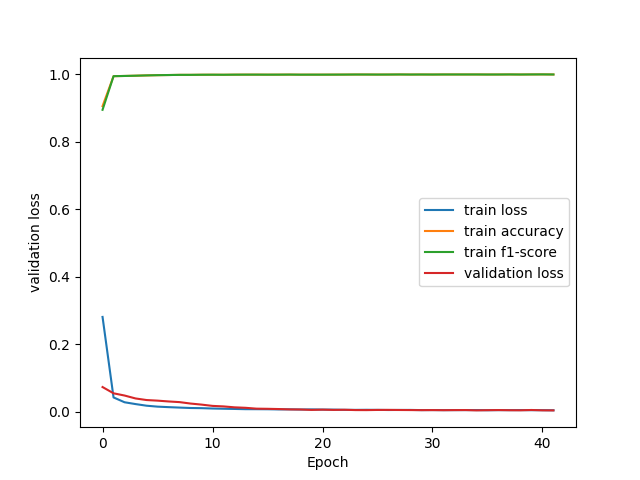 1.0
0.8
0.6
0.4
0.2
0.0
validation loss
train loss
train accuracy
train f1-score
validation loss
0 10 20 30 40
Epoch